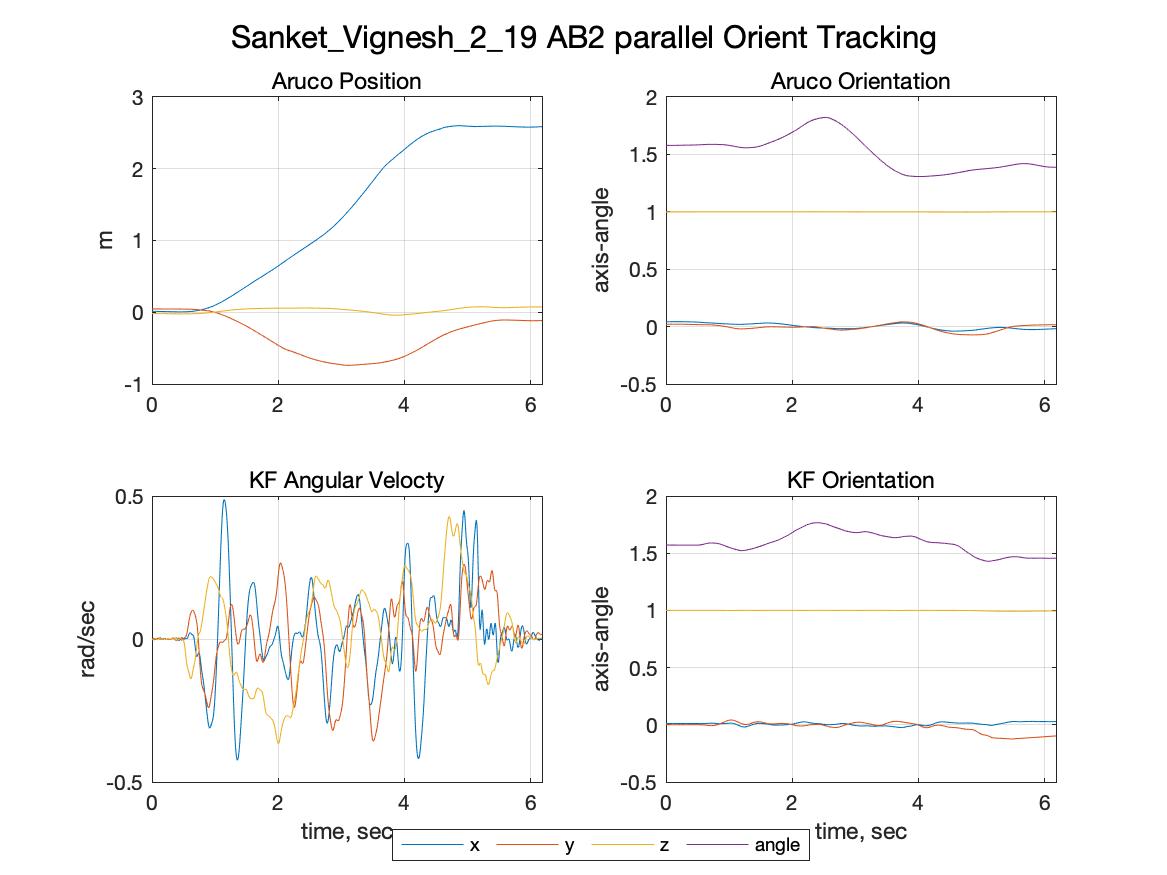 Sanket_Vignesh_2_19 AB2 parallel Orient Tracking
Aruco Position
3
2
1
0
-1
m
0 2 4 6
Aruco Orientation
2
1.5
1
0.5
0
-0.5
axis-angle
0 2 4 6
KF Angular Velocty
0.5
0
-0.5
rad/sec
0 2 4 6
time, sec
KF Orientation
2
1.5
1
0.5
0
-0.5
axis-angle
0 2 4 6
time, sec
x y z angle